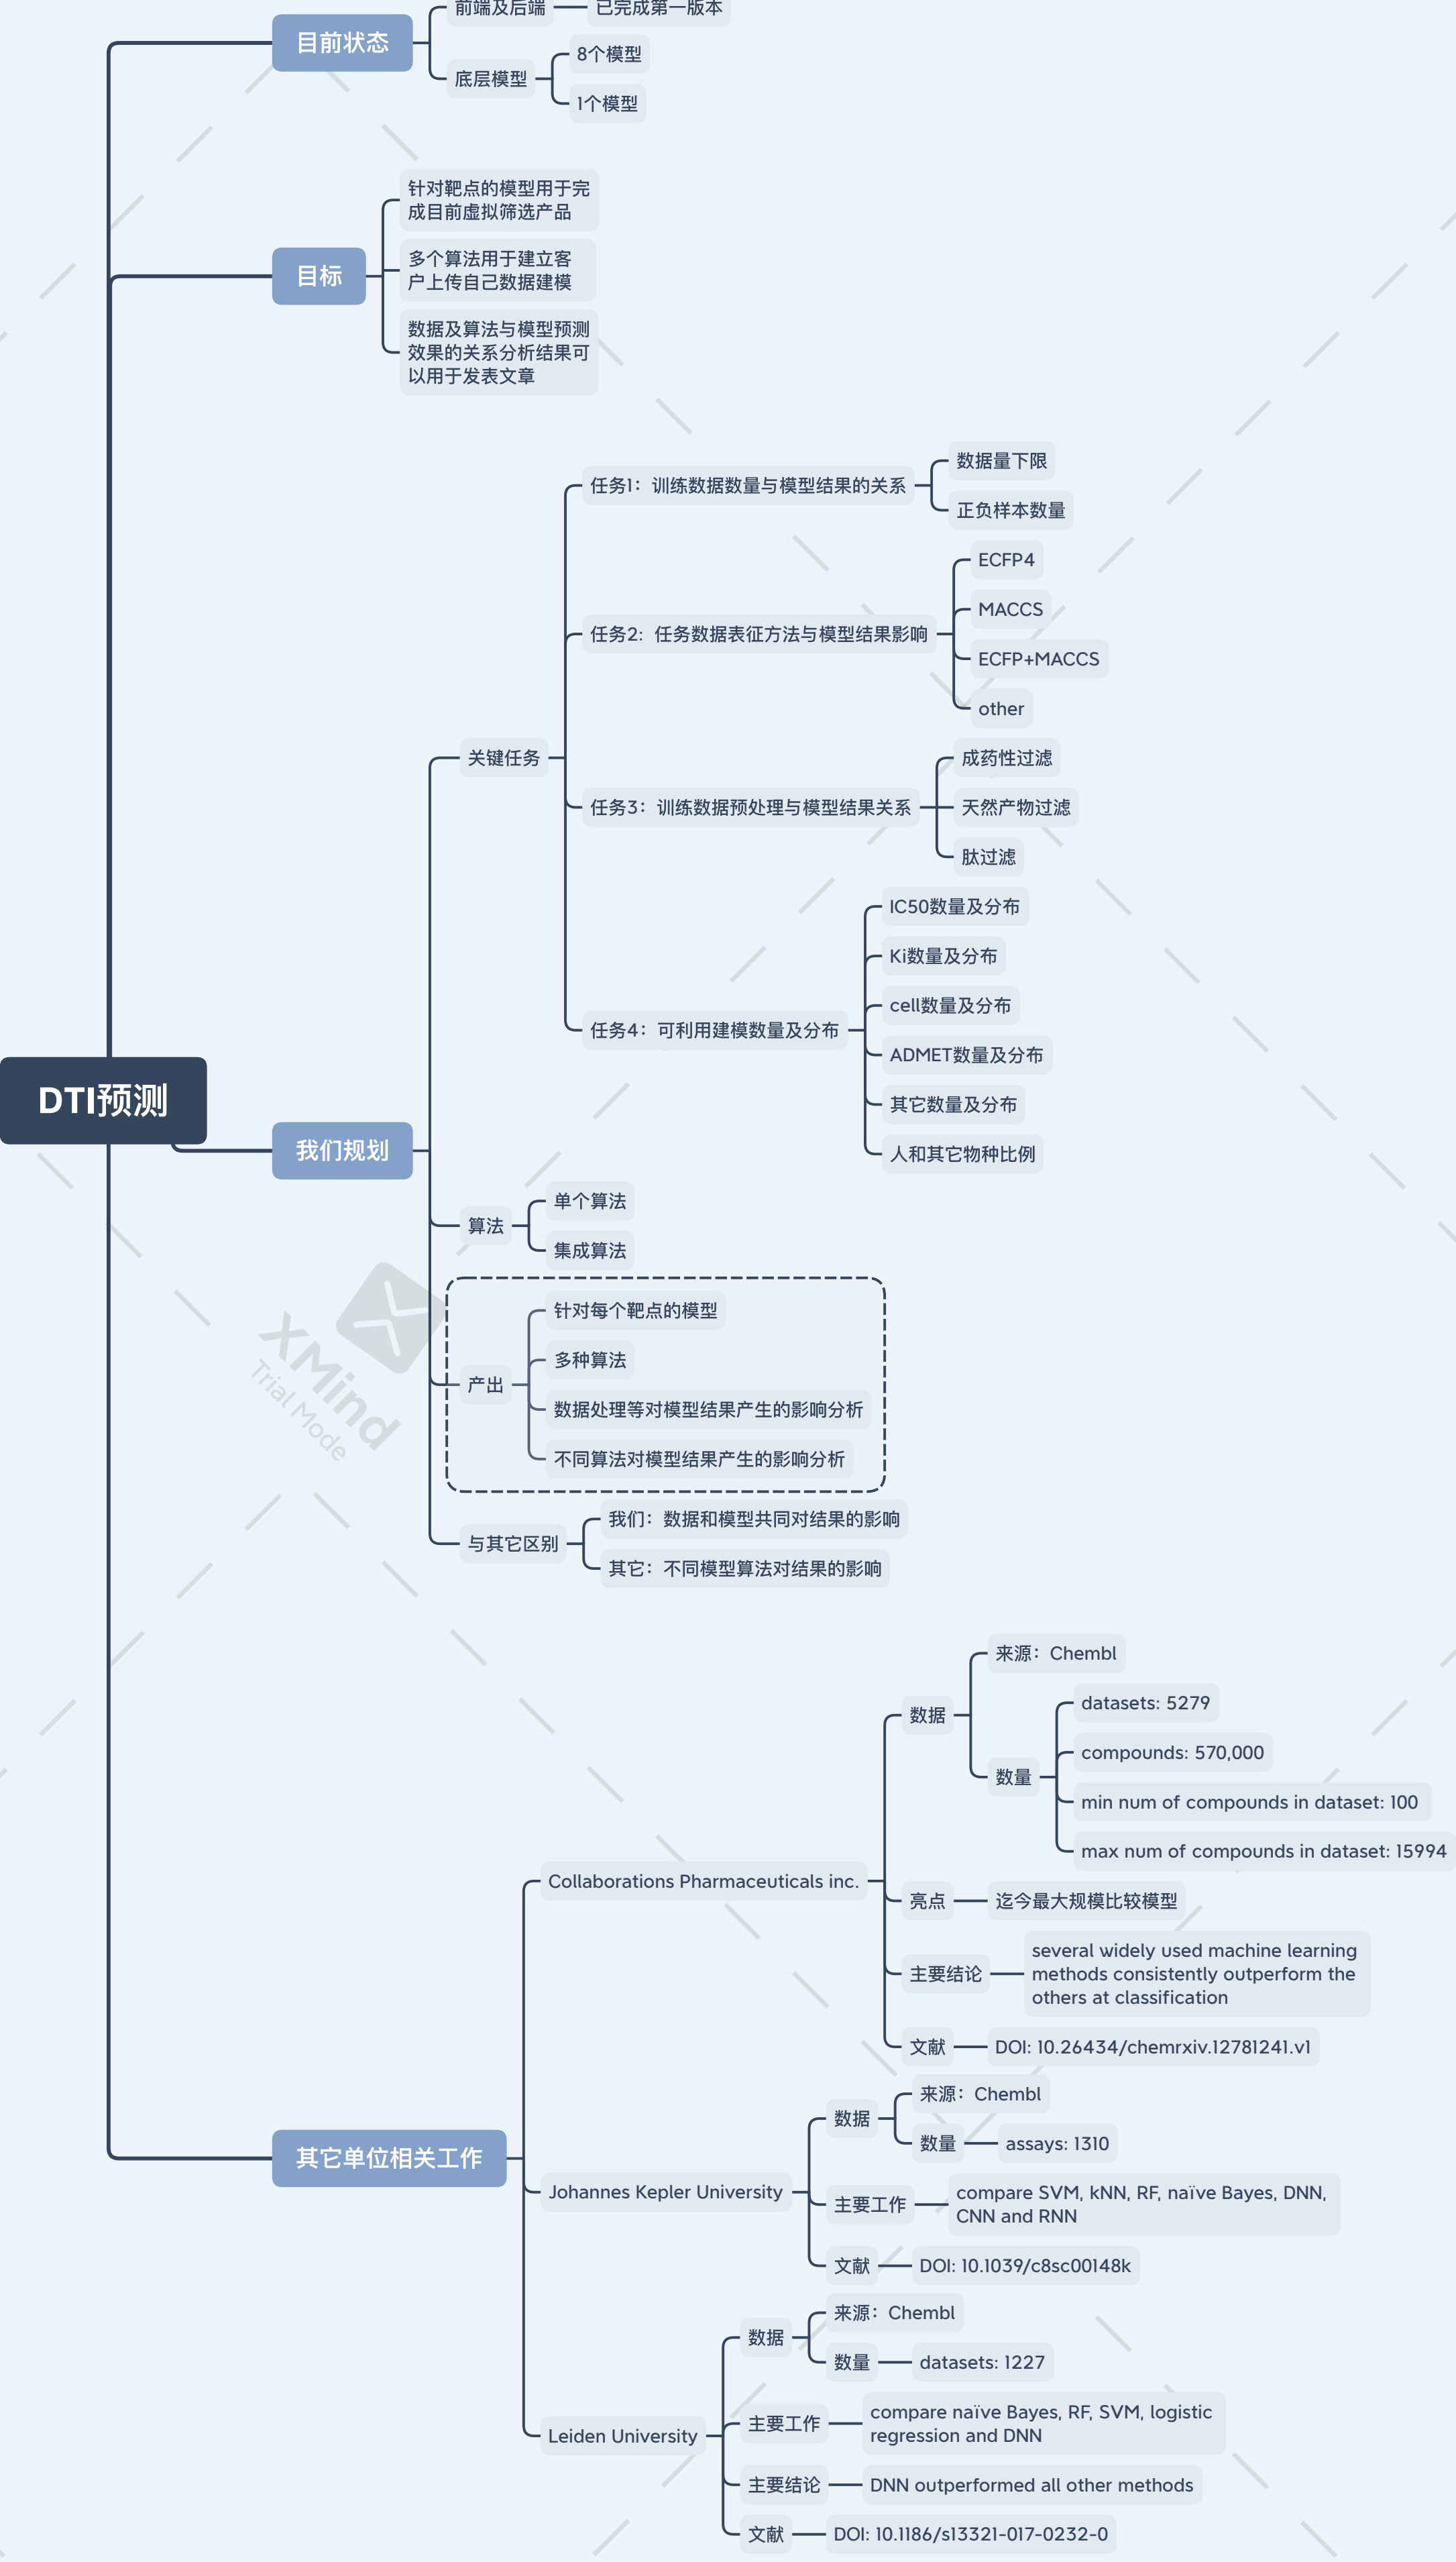 前端及后端
已完成第一版本
目前状态
8个模型
底层模型
1个模型
针对靶点的模型用于完
成目前虚拟筛选产品
目标
多个算法用于建立客
户上传自己数据建模
数据及算法与模型预测
效果的关系分析结果可
以用于发表文章
数据量下限
任务1：训练数据数量与模型结果的关系
正负样本数量
ECFP4
MACCS
任务2：任务数据表征方法与模型结果影响
ECFP+MACCS
other
关键任务
成药性过滤
任务3：训练数据预处理与模型结果关系
天然产物过滤
肽过滤
IC50数量及分布
Ki数量及分布
cell数量及分布
任务4：可利用建模数量及分布
ADMET数量及分布
其它数量及分布
人和其它物种比例
DTI预测
我们规划
单个算法
算法
集成算法
针对每个靶点的模型
多种算法
产出
数据处理等对模型结果产生的影响分析
不同算法对模型结果产生的影响分析
XMind
Trial Mode
我们：数据和模型共同对结果的影响
与其它区别
其它：不同模型算法对结果的影响
来源：Chembl
数据
datasets: 5279
compounds: 570,000
数量
min num of compounds in dataset: 100
max num of compounds in dataset: 15994
Collaborations Pharmaceuticals inc.
亮点
迄今最大规模比较模型
several widely used machine learning
主要结论
methods consistently outperform the
others at classification
文献
DOI: 10.26434/chemrxiv.12781241.v1
来源：Chembl
数据
数量
assays: 1310
其它单位相关工作
Johannes Kepler University
主要工作
compare SVM, kNN, RF, naïve Bayes, DNN,
CNN and RNN
文献
DOI: 10.1039/c8sc00148k
来源：Chembl
数据
数量
datasets: 1227
Leiden University
主要工作
compare naïve Bayes, RF, SVM, logistic
regression and DNN
主要结论
DNN outperformed all other methods
文献
DOI: 10.1186/s13321-017-0232-0